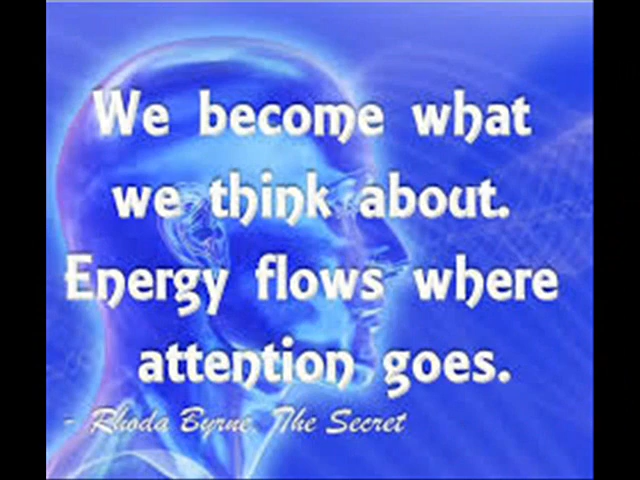 We become what
we think about.
Energy flows where
attention goes.
- Rhoda Byrne, The Secret